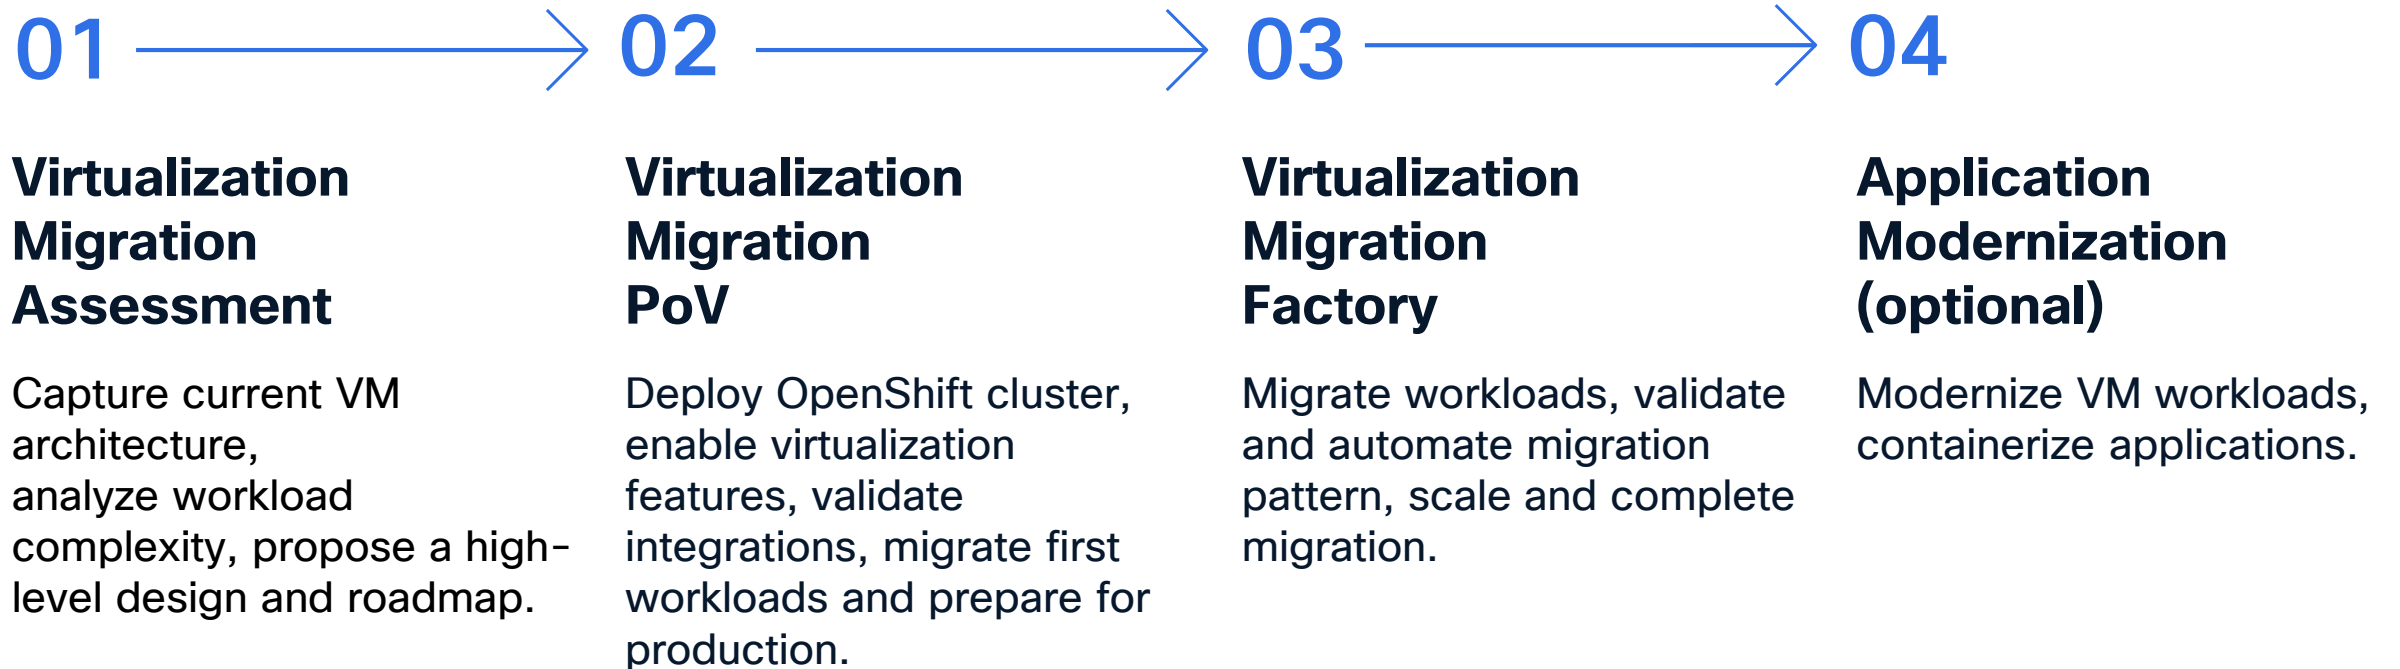 01
02
03
04
Virtualization
Migration
Assessment
Capture current VM
architecture,
analyze workload
complexity, propose a high-
level design and roadmap.
Virtualization
Migration
PoV
Deploy OpenShift cluster,
enable virtualization
features, validate
integrations, migrate first
workloads and prepare for
production.
Virtualization
Migration
Factory
Migrate workloads, validate
and automate migration
pattern, scale and complete
migration.
Application
Modernization
(optional)
Modernize VM workloads,
containerize applications.